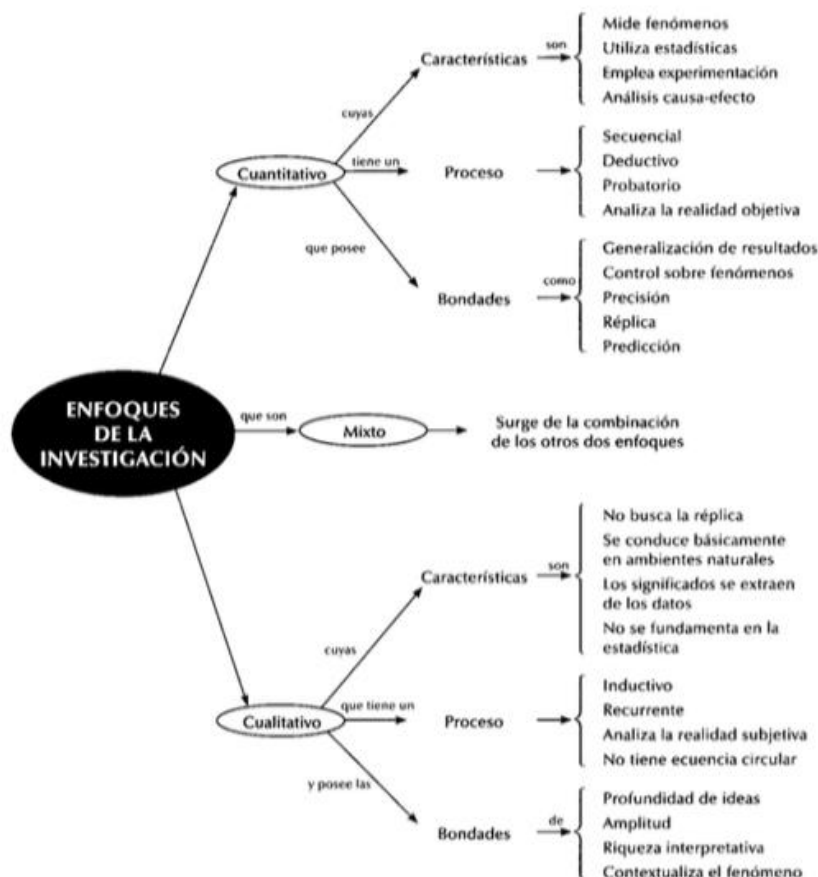 Mide fenómenos
Utiliza estadísticas
Emplea experimentación
Análisis causa-efecto
son
Características
cuyas
Cuantitativo
tiene un
Proceso
Secuencial
Deductivo
Probatorio
Analiza la realidad objetiva
que posee
Bondades
como
Generalización de resultados
Control sobre fenómenos
Precisión
Réplica
Predicción
ENFOQUES
DE LA
INVESTIGACIÓN
que son
Mixto
Surge de la combinación
de los otros dos enfoques
No busca la réplica
Se conduce básicamente
en ambientes naturales
Los significados se extraen
de los datos
No se fundamenta en la
estadística
son
Características
cuyas
Cualitativo
que tiene un
Proceso
Inductivo
Recurrente
Analiza la realidad subjetiva
No tiene ecuencia circular
y posee las
Bondades
de
Profundidad de ideas
Amplitud
Riqueza interpretativa
Contextualiza el fenómeno